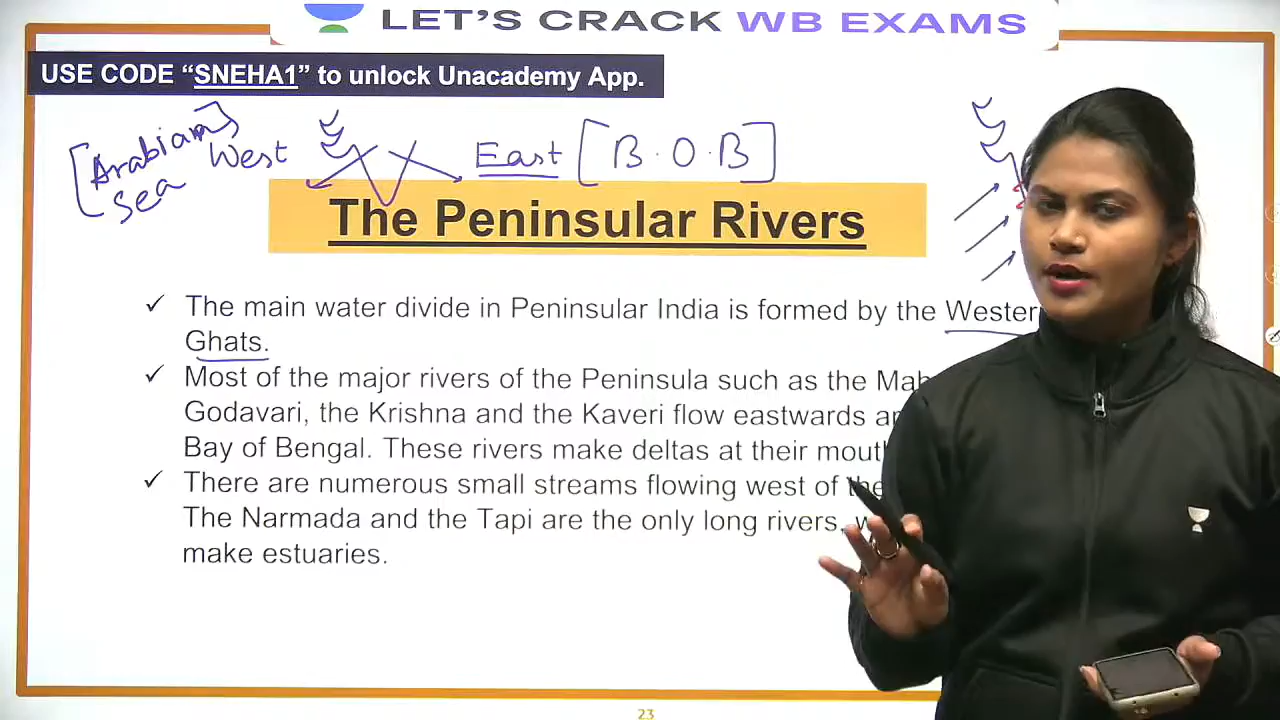 LET'S CRACK WB EXAMS
USE CODE “SNEHA1” to unlock Unacademy App.
[Arabian Sea] West East [B.O.B]
The Peninsular Rivers
✓ The main water divide in Peninsular India is formed by the
Ghats.
✓ Most of the major rivers of the Peninsula such as the
Godavari, the Krishna and the Kaveri flow eastwards
Bay of Bengal. These rivers make deltas at their
✓ There are numerous small streams flowing west of the
The Narmada and the Tapi are the only long rivers,
make estuaries.
23